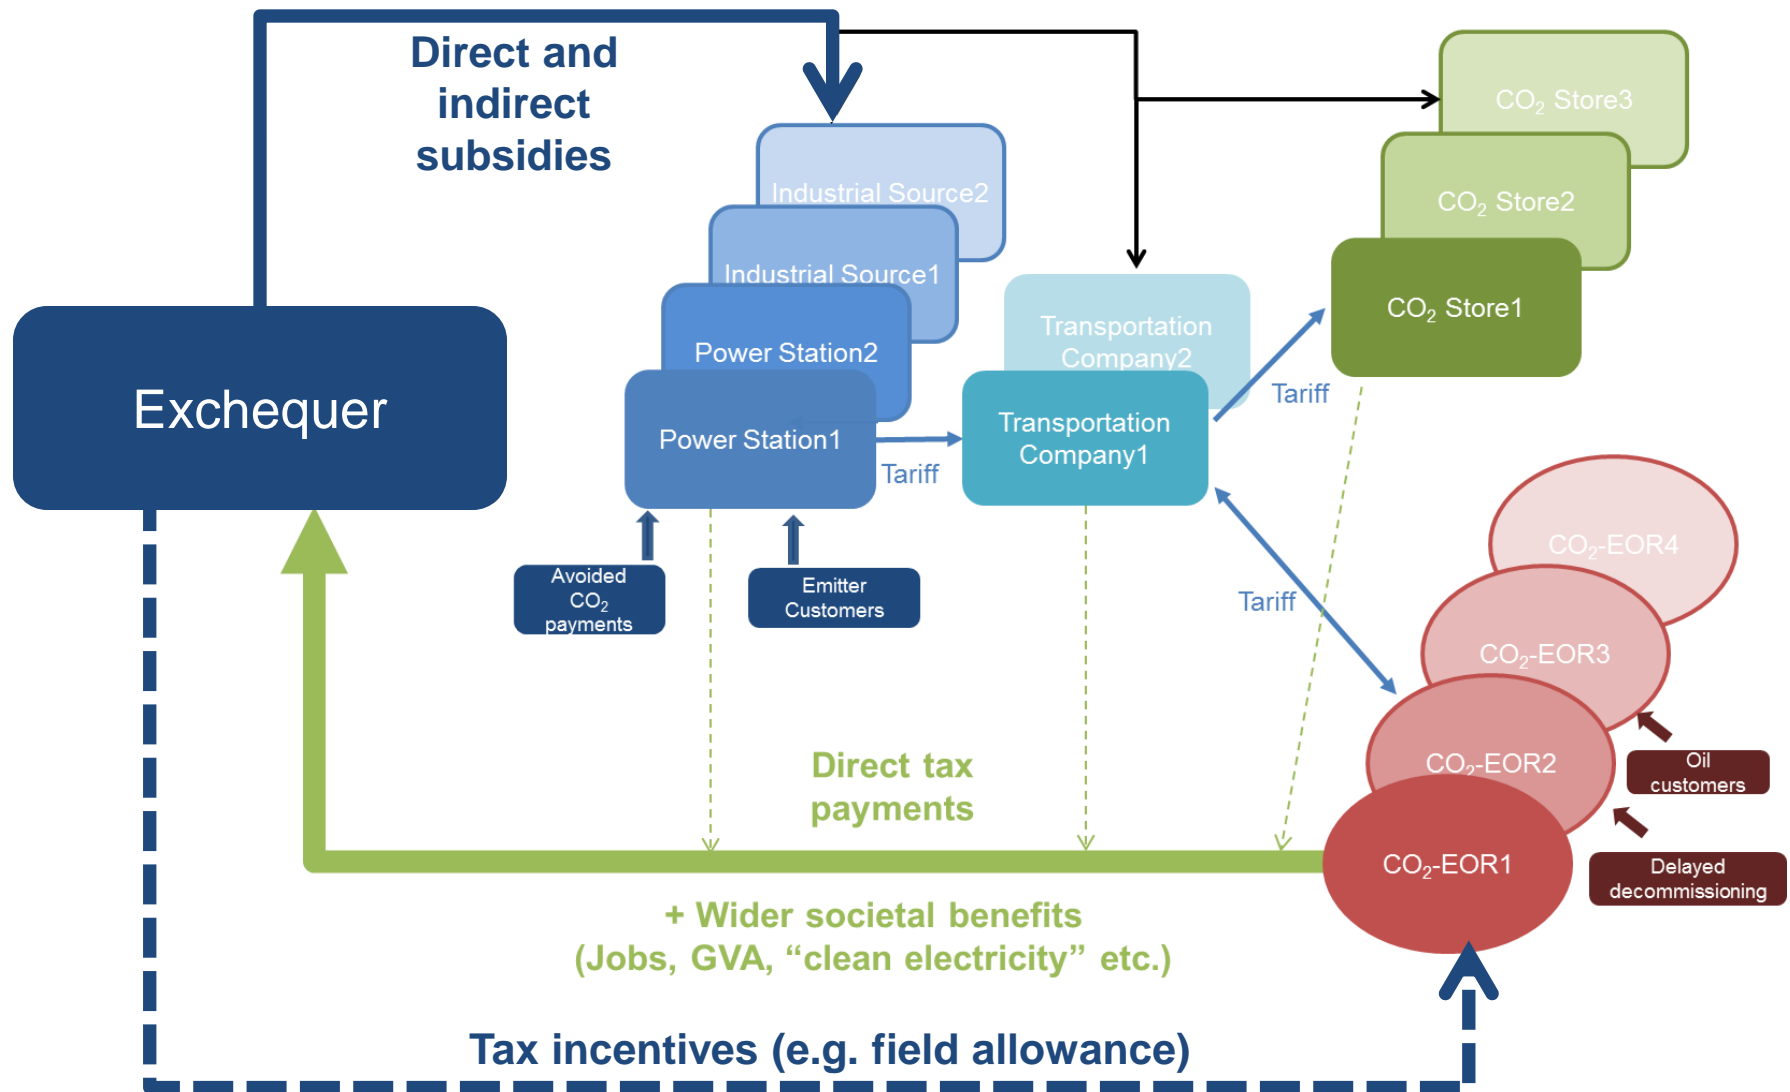 Direct and
indirect
subsidies
CO₂ Store3
Industrial Source2
CO₂ Store2
Industrial Source1
CO₂ Store1
Transportation
Company2
Power Station2
Exchequer
Tariff
Transportation
Company1
Power Station1
Tariff
CO₂-EOR4
Avoided
CO₂
payments
Emitter
Customers
Tariff
CO₂-EOR3
Direct tax
payments
CO₂-EOR2
Oil
customers
CO₂-EOR1
Delayed
decommissioning
+ Wider societal benefits
(Jobs, GVA, “clean electricity” etc.)
Tax incentives (e.g. field allowance)